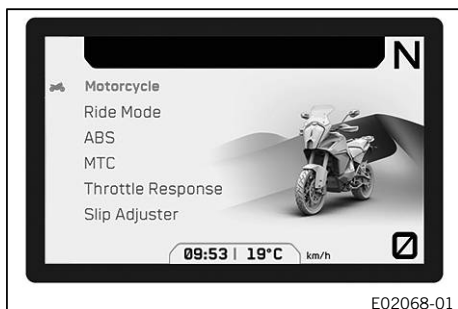 N
Motorcycle
Ride Mode
ABS
MTC
Throttle Response
Slip Adjuster
09:53 | 19°C km/h
0
E02068-01